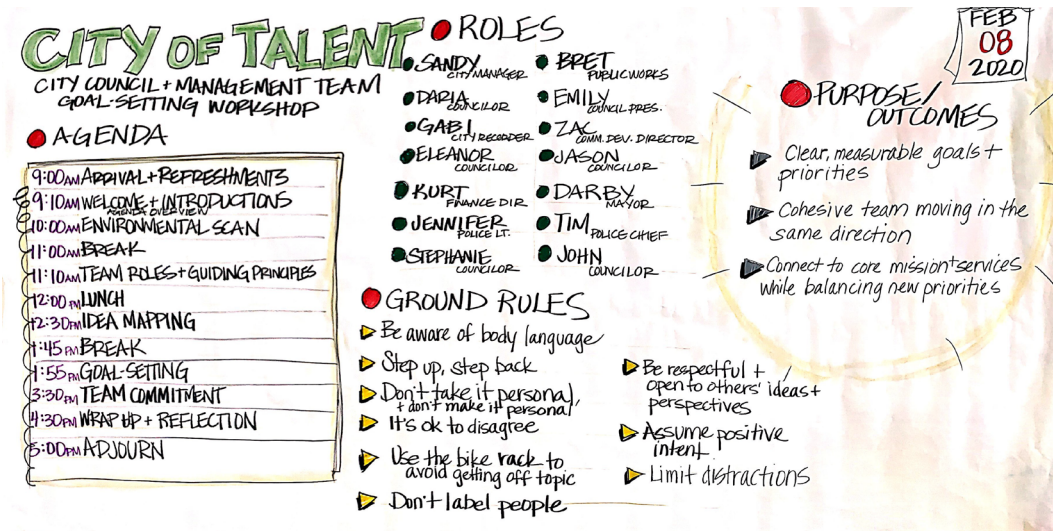 CITY OF TALENT
CITY COUNCIL + MANAGEMENT TEAM
GOAL-SETTING WORKSHOP
AGENDA
9:00AM ARRIVAL + REFRESHMENTS
9:10AM WELCOME + INTRODUCTIONS
AGENDA OVERVIEW
10:00AM ENVIRONMENTAL SCAN
11:00AM BREAK
11:10AM TEAM ROLES + GUIDING PRINCIPLES
12:00PM LUNCH
12:30PM IDEA MAPPING
1:45PM BREAK
1:55PM GOAL-SETTING
3:30PM TEAM COMMITMENT
4:30PM WRAP UP + REFLECTION
5:00PM ADJOURN
ROLES
SANDY
CITY MANAGER
DARIA
COUNCILOR
GABI
CITY RECORDER
ELEANOR
COUNCILOR
KURT
FINANCE DIR.
JENNIFER
POLICE LT.
STEPHANIE
COUNCILOR
BRET
PUBLIC WORKS
EMILY
COUNCIL PRES.
ZAC
COMM. DEV. DIRECTOR
JASON
COUNCILOR
DARBY
MAYOR
TIM
POLICE CHIEF
JOHN
COUNCILOR
GROUND RULES
Be aware of body language
Step up, step back
Don't take it personal
+ don't make it personal
It's ok to disagree
Use the bike rack to
avoid getting off topic
Don't label people
Be respectful +
open to others' ideas +
perspectives
Assume positive
intent
Limit distractions
FEB
08
2020
PURPOSE/
OUTCOMES
Clear, measurable goals +
priorities
Cohesive team moving in the
same direction
Connect to core mission + services
while balancing new priorities